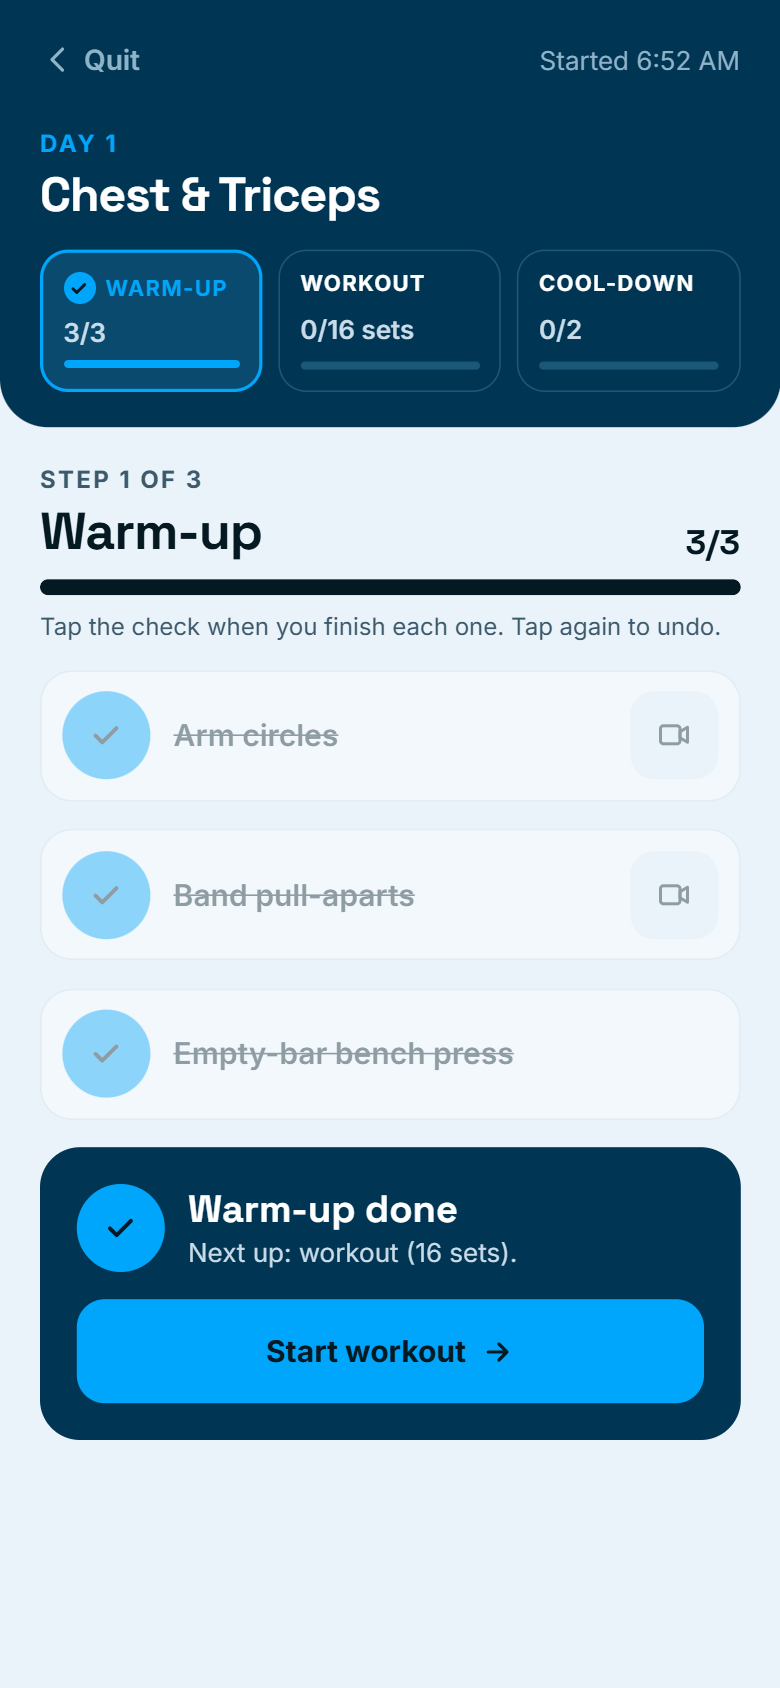 Quit
Started 6:52 AM
DAY 1
Chest & Triceps
WARM-UP
3/3
WORKOUT
0/16 sets
COOL-DOWN
0/2
STEP 1 OF 3
Warm-up
3/3
Tap the check when you finish each one. Tap again to undo.
Arm circles
Band pull-aparts
Empty-bar bench press
Warm-up done
Next up: workout (16 sets).
Start workout →